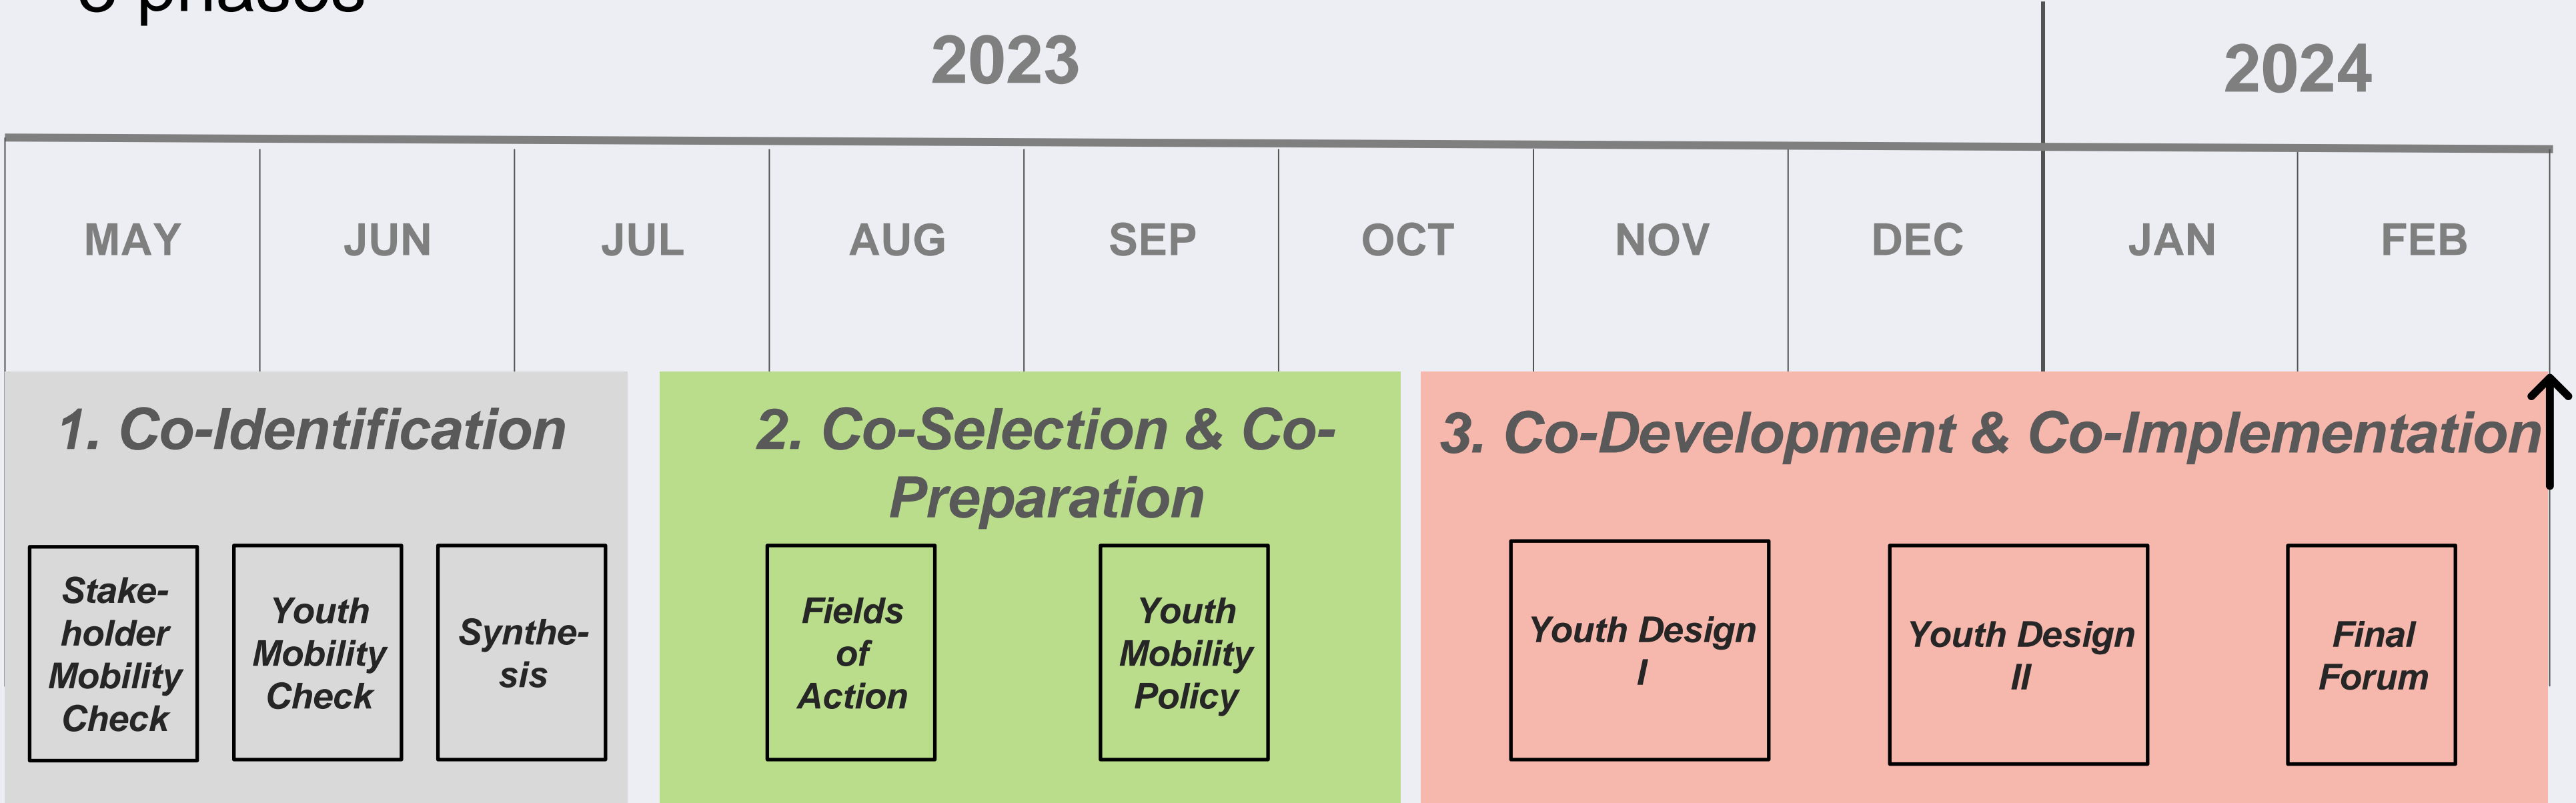 3 phases
2023
2024
MAY
JUN
JUL
AUG
SEP
OCT
NOV
DEC
JAN
FEB
1. Co-Identification
2. Co-Selection & Co-
Preparation
3. Co-Development & Co-Implementation
Stake-
holder
Mobility
Check
Youth
Mobility
Check
Synthe-
sis
Fields
of
Action
Youth
Mobility
Policy
Youth Design
I
Youth Design
II
Final
Forum